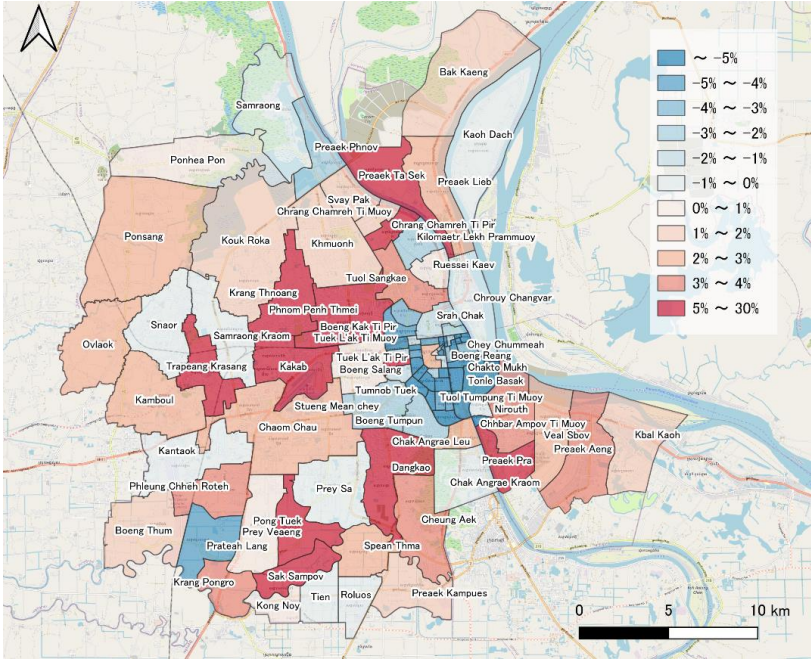 ~ -5%
-5% ~ -4%
-4% ~ -3%
-3% ~ -2%
-2% ~ -1%
-1% ~ 0%
0% ~ 1%
1% ~ 2%
2% ~ 3%
3% ~ 4%
5% ~ 30%
Bak Kaeng
Samraong
Kaoh Dach
Preaek Phnov
Ponhea Pon
Preaek Ta Sek
Preaek Lieb
Svay Pak
Chrang Chamreh Ti Muoy
Chrang Chamreh Ti Pir
Kilomaetr Lekh Prammuoy
Ponsang
Kouk Roka
Khmuonh
Ruessei Kaev
Tuol Sangkae
Krang Thnoang
Chrouy Changvar
Phnom Penh Thmei
Srah Chak
Snaor
Boeng Kak Ti Pir
Samraong Kraom
Tuek L'ak Ti Muoy
Ovlaok
Chey Chummeah
Tuek L'ak Ti Pir
Boeng Reang
Trapeang Krasang
Kakab
Boeng Salang
Chakto Mukh
Tonle Basak
Tumnob Tuek
Kamboul
Tuol Tumpung Ti Muoy
Stueng Mean chey
Nirouth
Boeng Tumpun
Chhbar Ampov Ti Muoy
Chaom Chau
Veal Sbov
Kbal Kaoh
Chak Angrae Leu
Kantaok
Preaek Aeng
Preaek Pra
Dangkao
Chak Angrae Kraom
Phleung Chheh Roteh
Prey Sa
Cheung Aek
Pong Tuek
Boeng Thum
Prey Veaeng
Prateah Lang
Spean Thma
Krang Pongro
Sak Sampov
Preaek Kampues
Tien
Roluos
Kong Noy
0 5 10 km